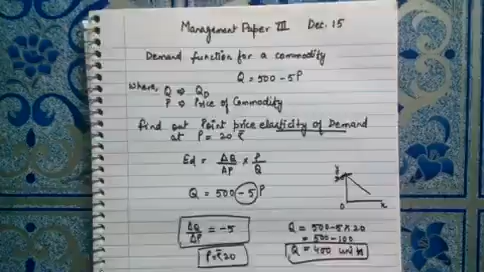 Management Paper III Dec. 15
Demand function for a commodity
Q = 500 - 5P
Where, Q ⇒ QD
P ⇒ Price of Commodity
Find out Point price elasticity of Demand
at P = 20 ₹
Ed = ΔQ/ΔP × P/Q
Q = 500 - 5P
ΔQ/ΔP = -5
P = ₹20
Q = 500-5×20
= 500-100
Q = 400 units
Y
O X